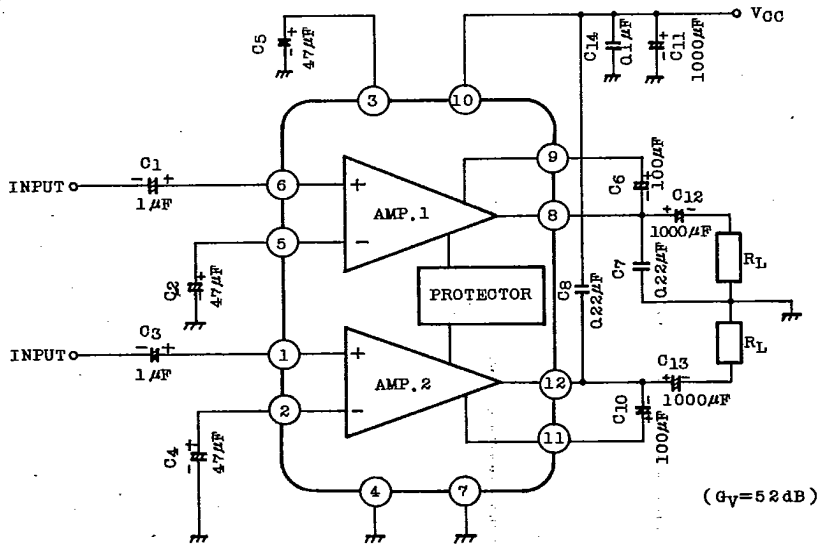 C5
47μF
3
10
C14
0.1μF
C11
1000μF
VCC
INPUT
C1
1μF
6
+
AMP.1
9
8
C6
100μF
C12
1000μF
RL
5
−
C2
47μF
PROTECTOR
C8
0.22μF
C7
0.22μF
INPUT
C3
1μF
1
+
AMP.2
12
C13
1000μF
RL
2
−
C4
47μF
11
C10
100μF
4
7
(GV=52dB)